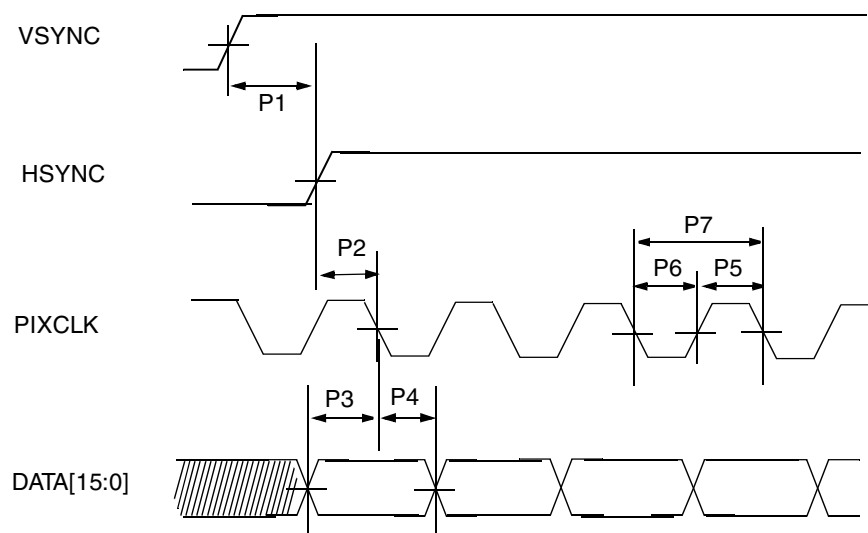 VSYNC
P1
HSYNC
P7
P2
P6 P5
PIXCLK
P3 P4
DATA[15:0]